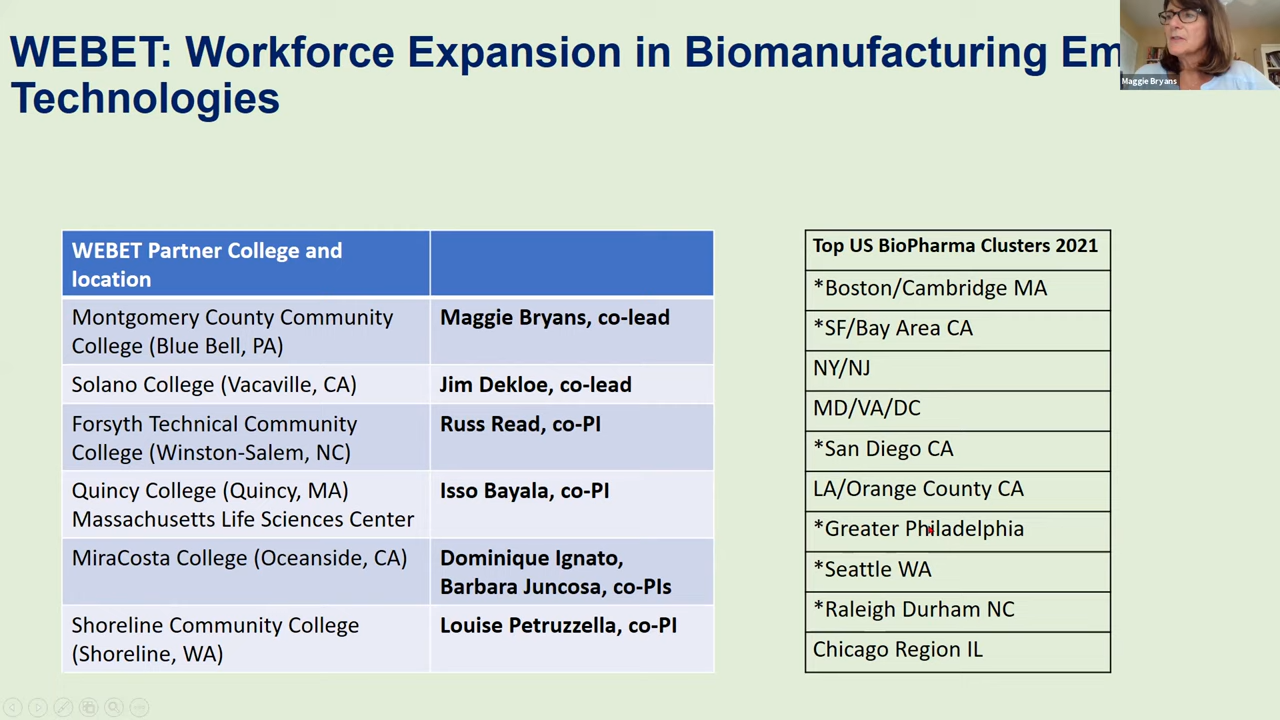 WEBET: Workforce Expansion in Biomanufacturing Em
Technologies
Maggie Bryans
WEBET Partner College and
location
Montgomery County Community
College (Blue Bell, PA)
Maggie Bryans, co-lead
Solano College (Vacaville, CA)
Jim Dekloe, co-lead
Forsyth Technical Community
College (Winston-Salem, NC)
Russ Read, co-PI
Quincy College (Quincy, MA)
Massachusetts Life Sciences Center
Isso Bayala, co-PI
MiraCosta College (Oceanside, CA)
Dominique Ignato,
Barbara Juncosa, co-PIs
Shoreline Community College
(Shoreline, WA)
Louise Petruzzella, co-PI
Top US BioPharma Clusters 2021
*Boston/Cambridge MA
*SF/Bay Area CA
NY/NJ
MD/VA/DC
*San Diego CA
LA/Orange County CA
*Greater Philadelphia
*Seattle WA
*Raleigh Durham NC
Chicago Region IL